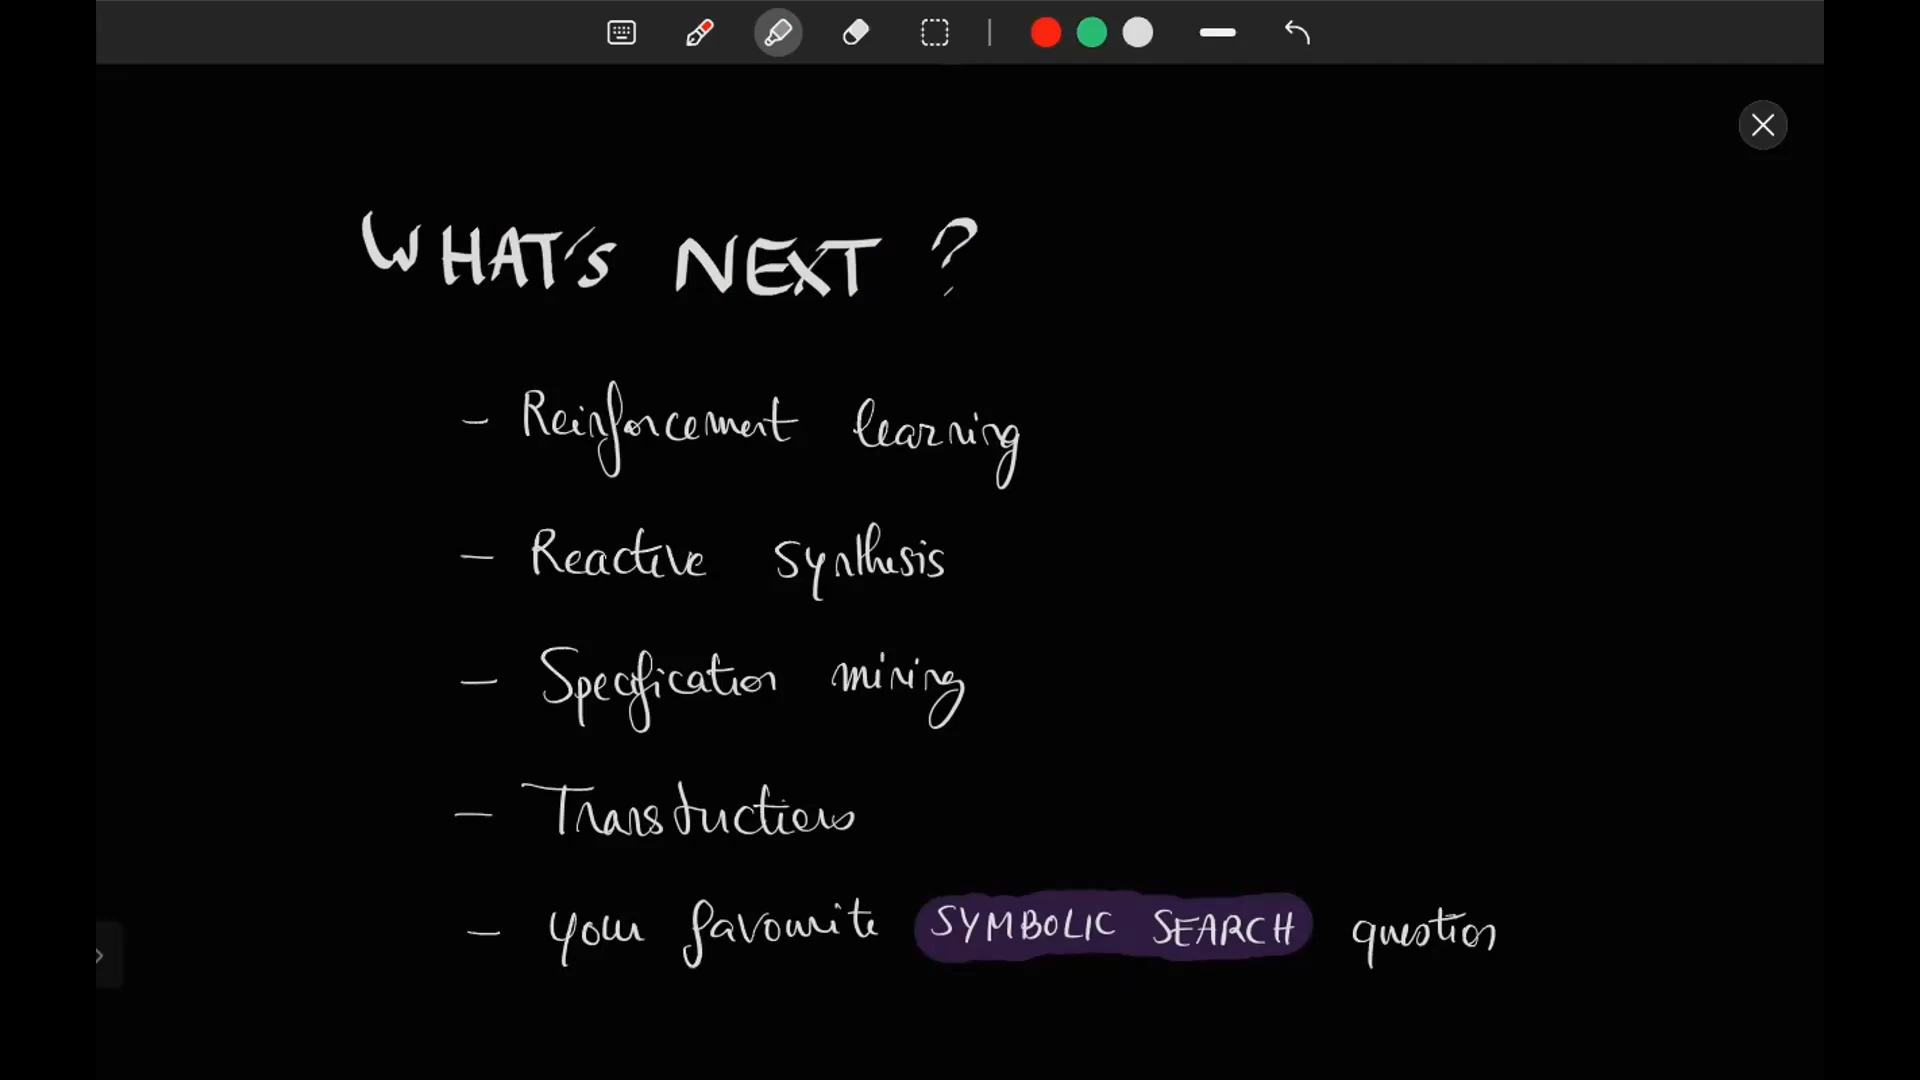 WHAT'S NEXT ?
- Reinforcement learning
- Reactive synthesis
- Specification mining
- Transductions
- your favourite SYMBOLIC SEARCH question